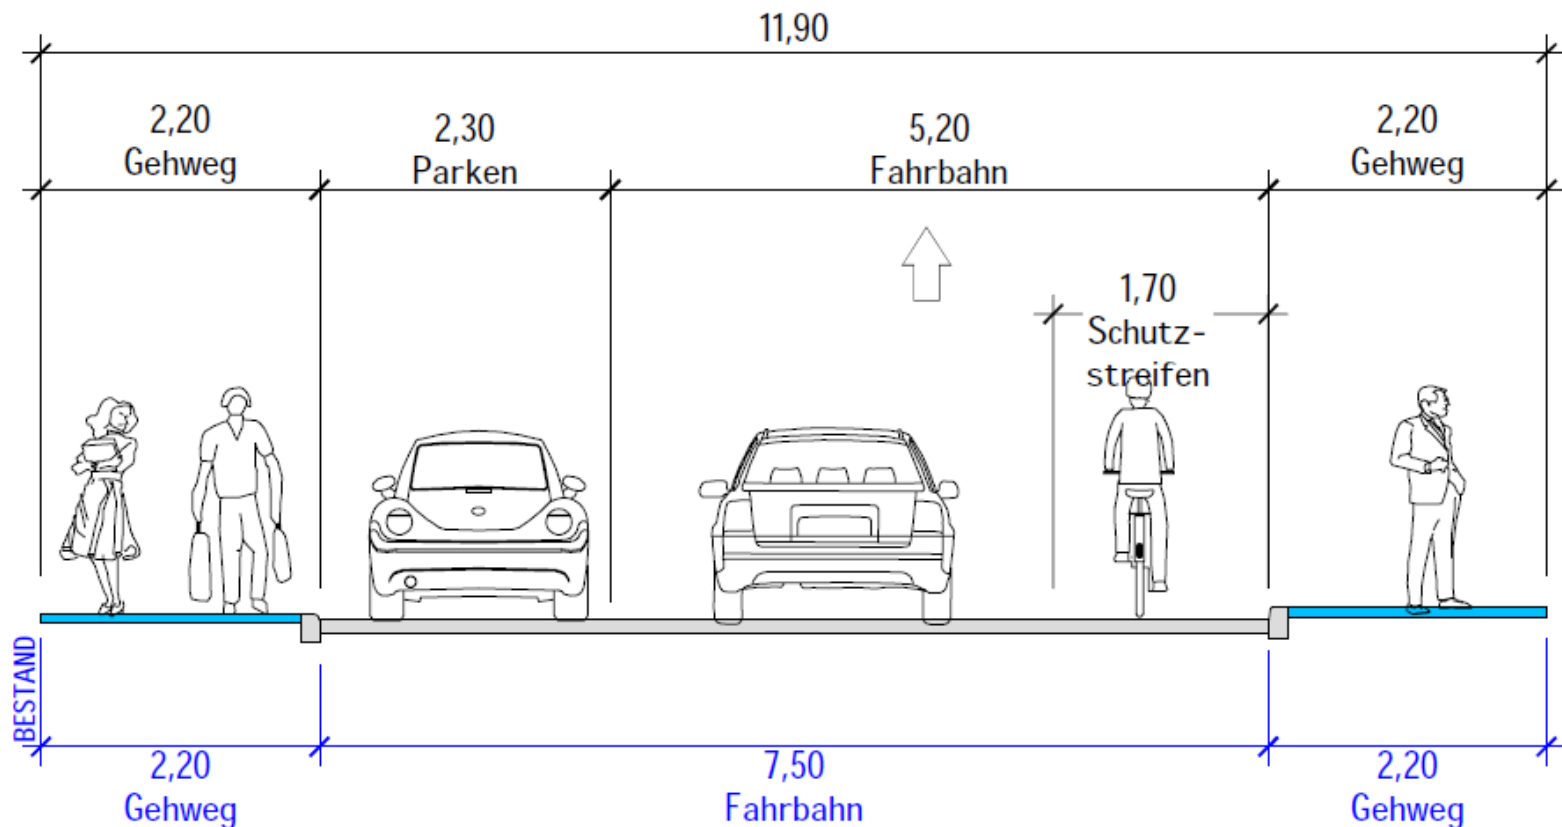 11,90
2,20
Gehweg
2,30
Parken
5,20
Fahrbahn
2,20
Gehweg
1,70
Schutz-
streifen
BESTAND
2,20
Gehweg
7,50
Fahrbahn
2,20
Gehweg